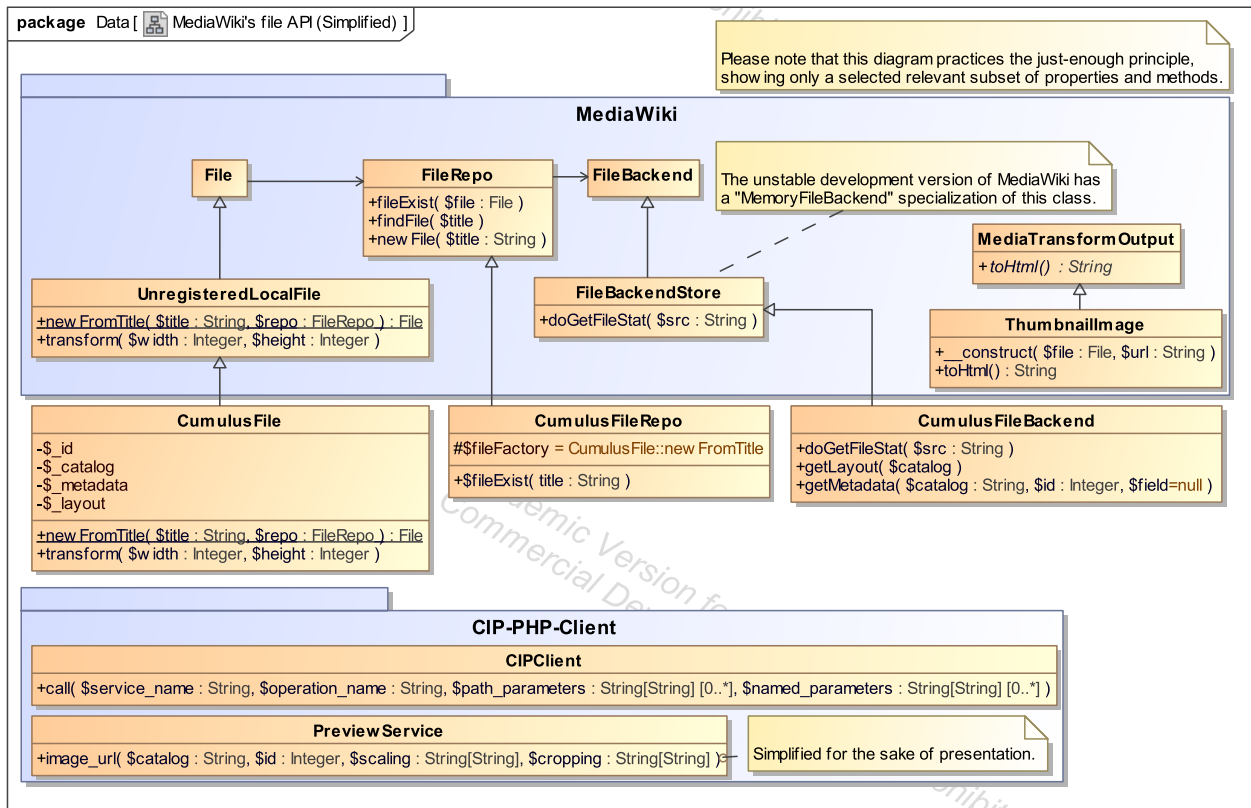 package Data [ MediaWiki's file API (Simplified) ]
Please note that this diagram practices the just-enough principle,
showing only a selected relevant subset of properties and methods.
MediaWiki
File
FileRepo
+fileExist( $file : File )
+findFile( $title )
+newFile( $title : String )
FileBackend
The unstable development version of MediaWiki has
a "MemoryFileBackend" specialization of this class.
MediaTransformOutput
+toHtml() : String
UnregisteredLocalFile
+newFromTitle( $title : String, $repo : FileRepo ) : File
+transform( $width : Integer, $height : Integer )
FileBackendStore
+doGetFileStat( $src : String )
ThumbnailImage
+__construct( $file : File, $url : String )
+toHtml() : String
CumulusFile
-$_id
-$_catalog
-$_metadata
-$_layout
+newFromTitle( $title : String, $repo : FileRepo ) : File
+transform( $width : Integer, $height : Integer )
CumulusFileRepo
#$fileFactory = CumulusFile::newFromTitle
+$fileExist( title : String )
CumulusFileBackend
+doGetFileStat( $src : String )
+getLayout( $catalog )
+getMetadata( $catalog : String, $id : Integer, $field=null )
Version for
Commercial
CIP-PHP-Client
CIPClient
+call( $service_name : String, $operation_name : String, $path_parameters : String[String] [0..*], $named_parameters : String[String] [0..*] )
PreviewService
+image_url( $catalog : String, $id : Integer, $scaling : String[String], $cropping : String[String] )
Simplified for the sake of presentation.